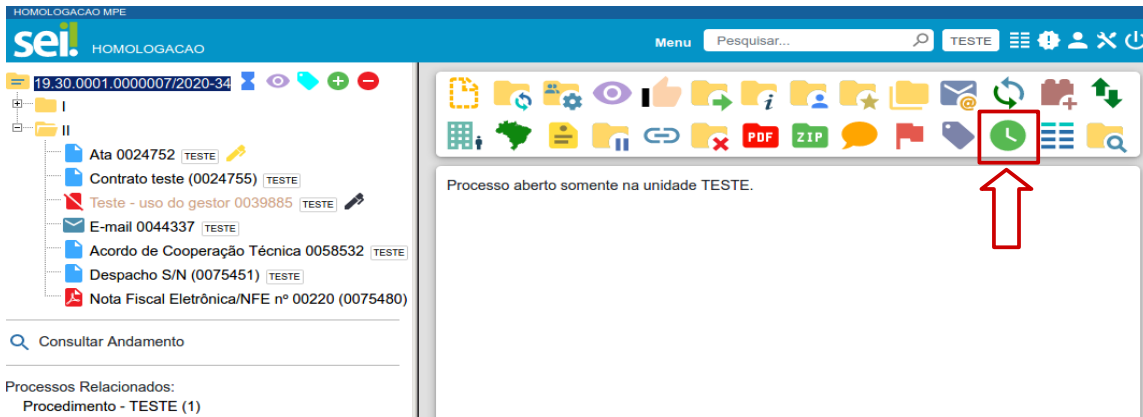 HOMOLOGACAO MPE
sei! HOMOLOGACAO
Menu Pesquisar... TESTE
19.30.0001.0000007/2020-34
I
II
Ata 0024752 TESTE
Contrato teste (0024755) TESTE
Teste - uso do gestor 0039885 TESTE
E-mail 0044337 TESTE
Acordo de Cooperação Técnica 0058532 TESTE
Despacho S/N (0075451) TESTE
Nota Fiscal Eletrônica/NFE nº 00220 (0075480)
Consultar Andamento
Processos Relacionados:
Procedimento - TESTE (1)
i
@
PDF
ZIP
Processo aberto somente na unidade TESTE.